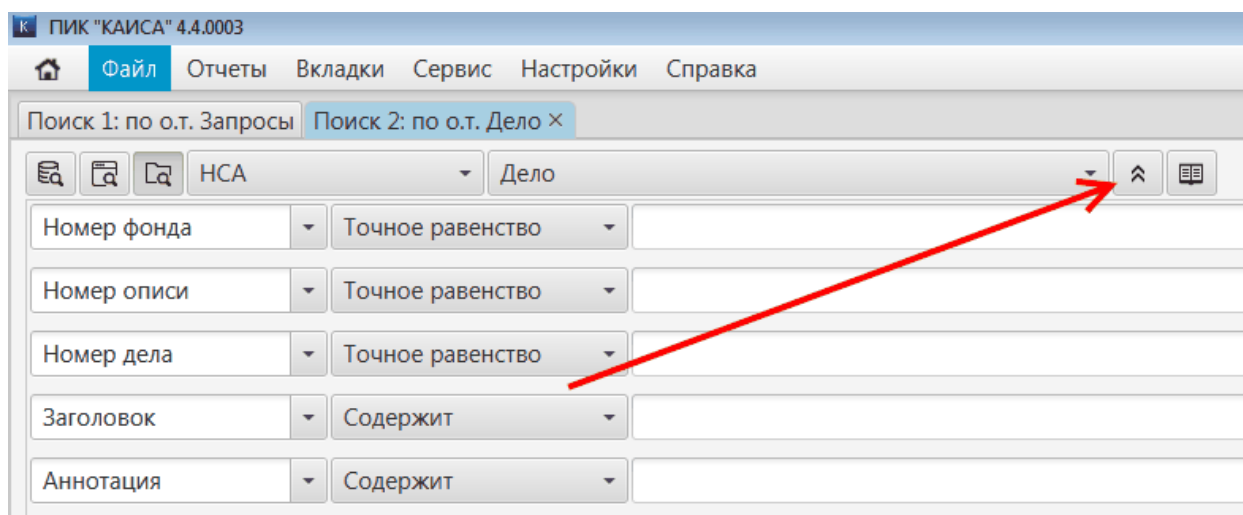 ПИК "КАИСА" 4.4.0003
Файл Отчеты Вкладки Сервис Настройки Справка
Поиск 1: по о.т. Запросы Поиск 2: по о.т. Дело ×
НСА Дело
Номер фонда Точное равенство
Номер описи Точное равенство
Номер дела Точное равенство
Заголовок Содержит
Аннотация Содержит